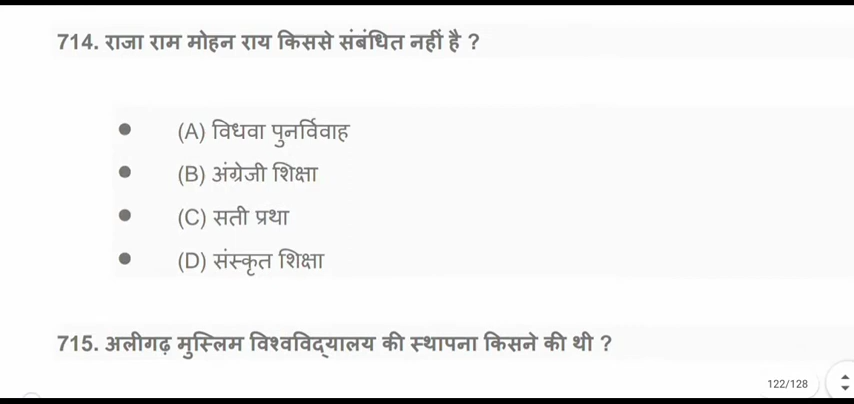 714. राजा राम मोहन राय किससे संबंधित नहीं है ?
(A) विधवा पुनर्विवाह
(B) अंग्रेजी शिक्षा
(C) सती प्रथा
(D) संस्कृत शिक्षा
715. अलीगढ़ मुस्लिम विश्वविद्यालय की स्थापना किसने की थी ?
122/128